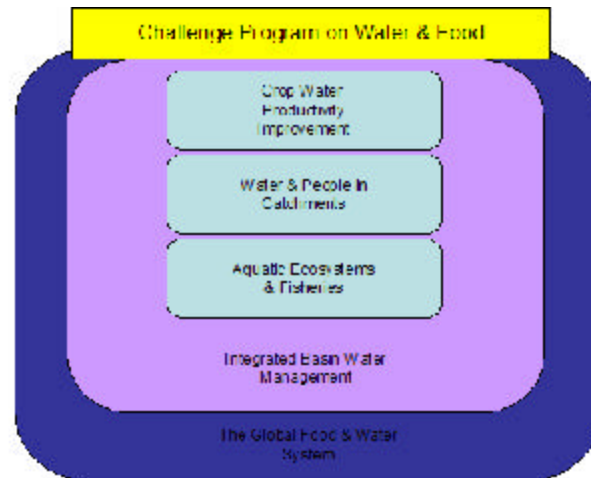 Challenge Program on Water & Food
Crop Water
Productivity
Improvement
Water & People in
Catchments
Aquatic Ecosystems
& Fisheries
Integrated Basin Water
Management
The Global Food & Water
System